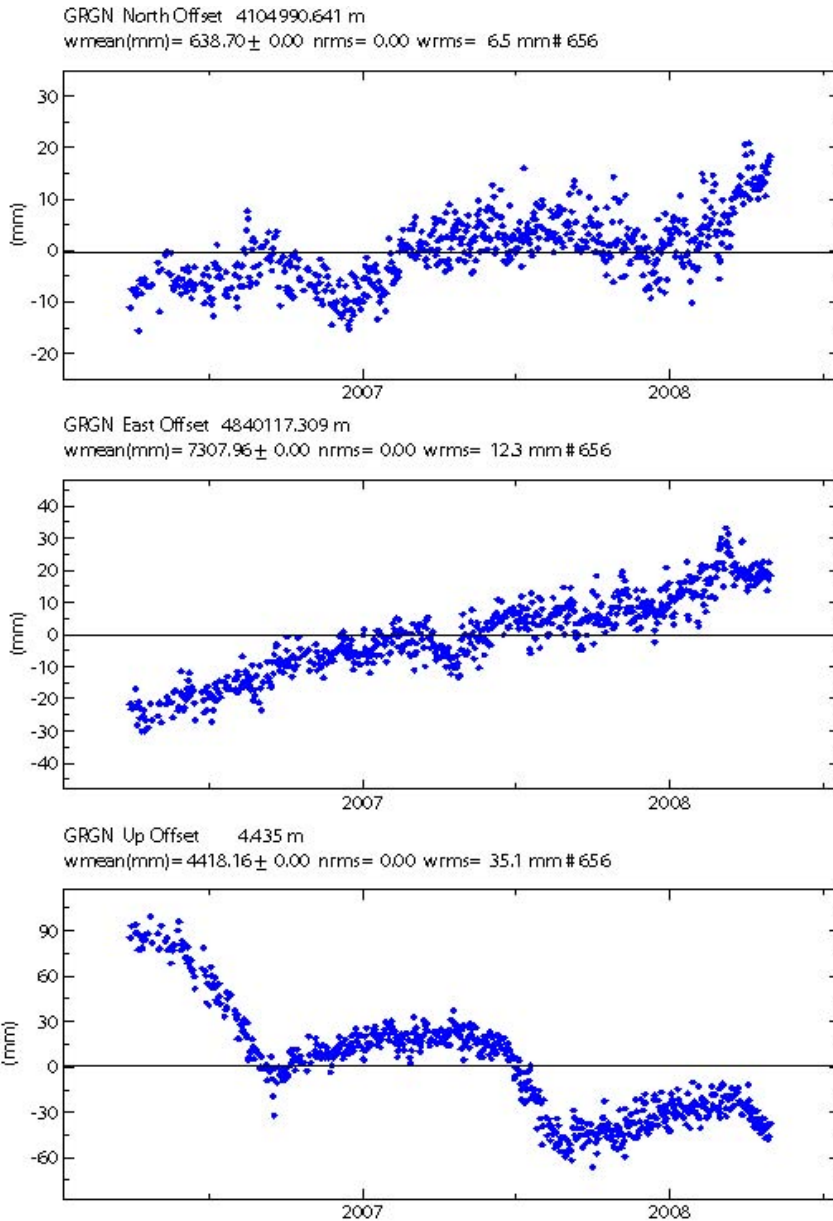 GRGN North Offset 4104990.641 m
wmean(mm)= 638.70± 0.00 nrms= 0.00 wrms= 6.5 mm # 656
30
20
10
0
-10
-20
(mm)
2007 2008
GRGN East Offset 4840117.309 m
wmean(mm)= 7307.96± 0.00 nrms= 0.00 wrms= 12.3 mm # 656
40
30
20
10
0
-10
-20
-30
-40
(mm)
2007 2008
GRGN Up Offset 4.435 m
wmean(mm)= 4418.16± 0.00 nrms= 0.00 wrms= 35.1 mm # 656
90
60
30
0
-30
-60
(mm)
2007 2008